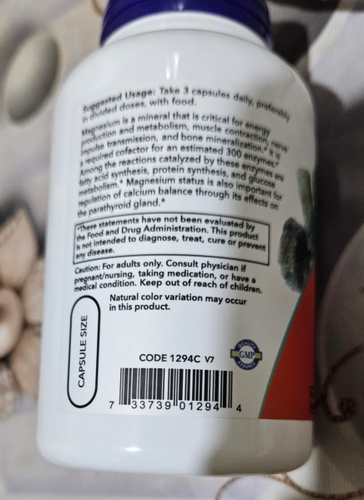 Suggested Usage: Take 3 capsules daily, preferably
in divided doses, with food.
Magnesium is a mineral that is critical for energy
production and metabolism, muscle contraction, nerve
impulse transmission, and bone mineralization.* It is
a required cofactor for an estimated 300 enzymes.*
Among the reactions catalyzed by these enzymes are
fatty acid synthesis, protein synthesis, and glucose
metabolism.* Magnesium status is also important for
regulation of calcium balance through its effects on
the parathyroid gland.*
*These statements have not been evaluated by
the Food and Drug Administration. This product
is not intended to diagnose, treat, cure or prevent
any disease.
Caution: For adults only. Consult physician if
pregnant/nursing, taking medication, or have a
medical condition. Keep out of reach of children.
Natural color variation may occur
in this product.
CAPSULE SIZE
CODE 1294C V7
QUALITY
GMP
ASSURED
7 33739 01294 4